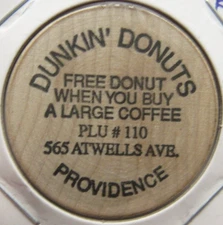 DUNKIN' DONUTS
FREE DONUT
WHEN YOU BUY
A LARGE COFFEE
PLU # 110
565 ATWELLS AVE.
PROVIDENCE